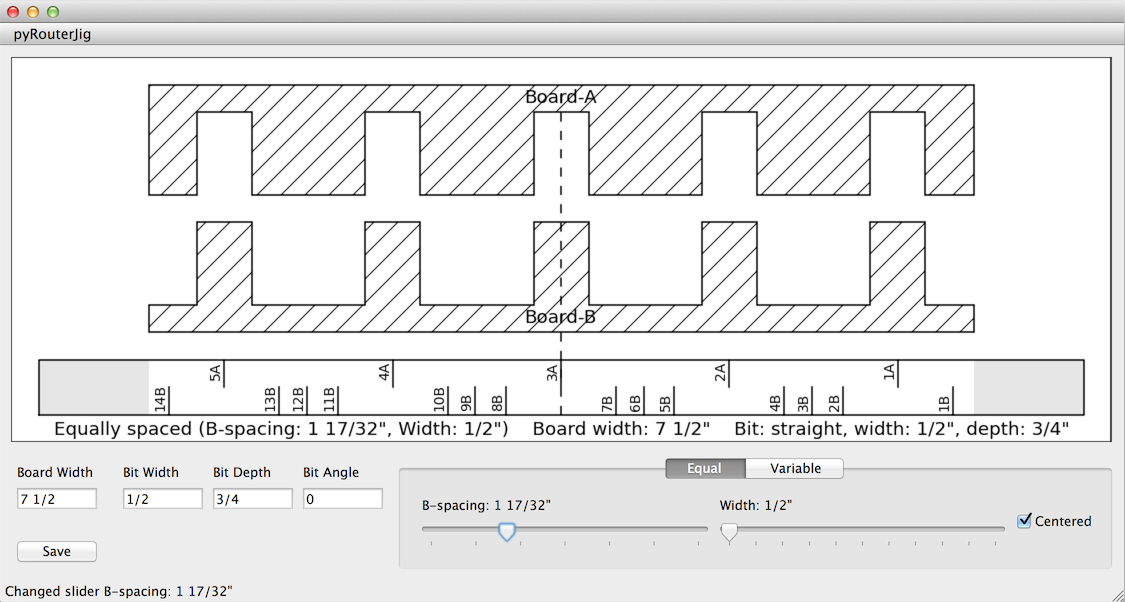 pyRouterJig
Board-A
Board-B
5A 4A 3A 2A 1A
14B 13B 12B 11B 10B 9B 8B 7B 6B 5B 4B 3B 2B 1B
Equally spaced (B-spacing: 1 17/32", Width: 1/2") Board width: 7 1/2" Bit: straight, width: 1/2", depth: 3/4"
Board Width Bit Width Bit Depth Bit Angle
7 1/2 1/2 3/4 0
Equal Variable
B-spacing: 1 17/32" Width: 1/2"
Centered
Save
Changed slider B-spacing: 1 17/32"